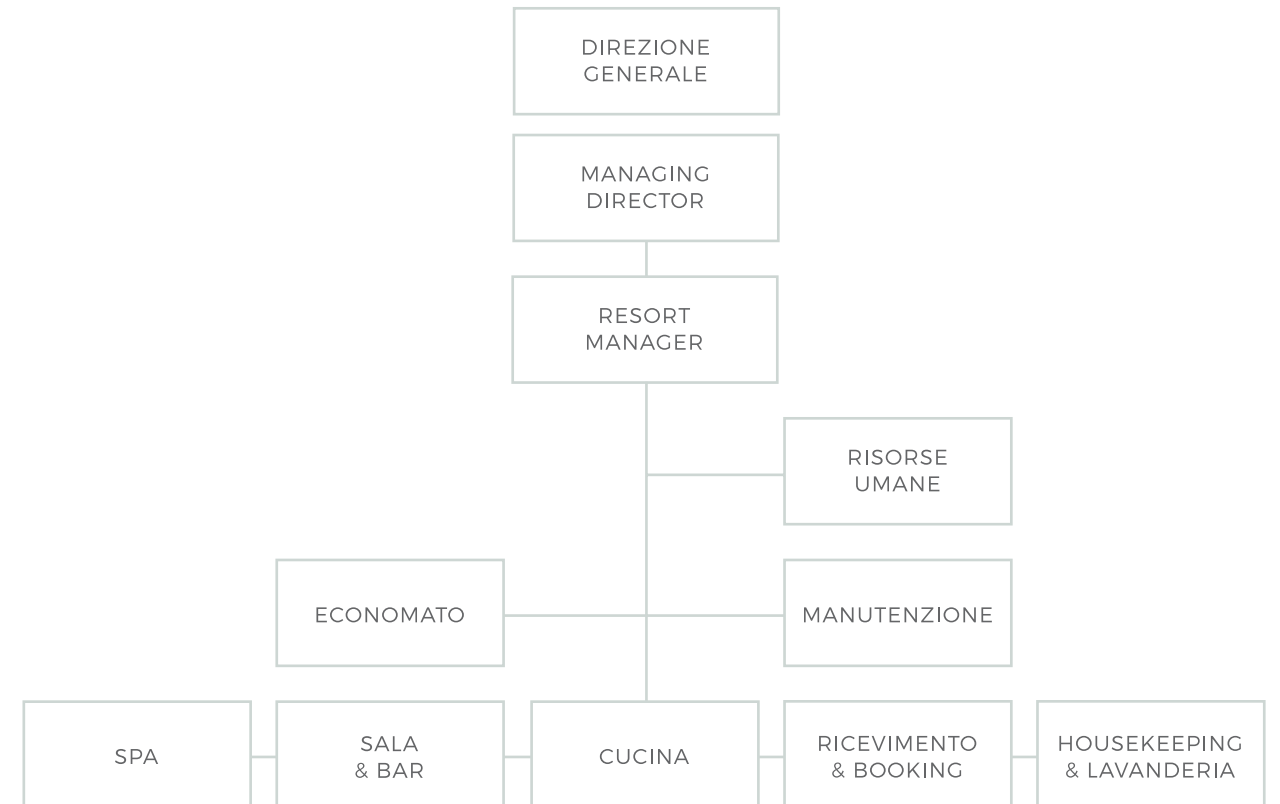 DIREZIONE
GENERALE
MANAGING
DIRECTOR
RESORT
MANAGER
RISORSE
UMANE
ECONOMATO
MANUTENZIONE
SPA
SALA
& BAR
CUCINA
RICEVIMENTO
& BOOKING
HOUSEKEEPING
& LAVANDERIA